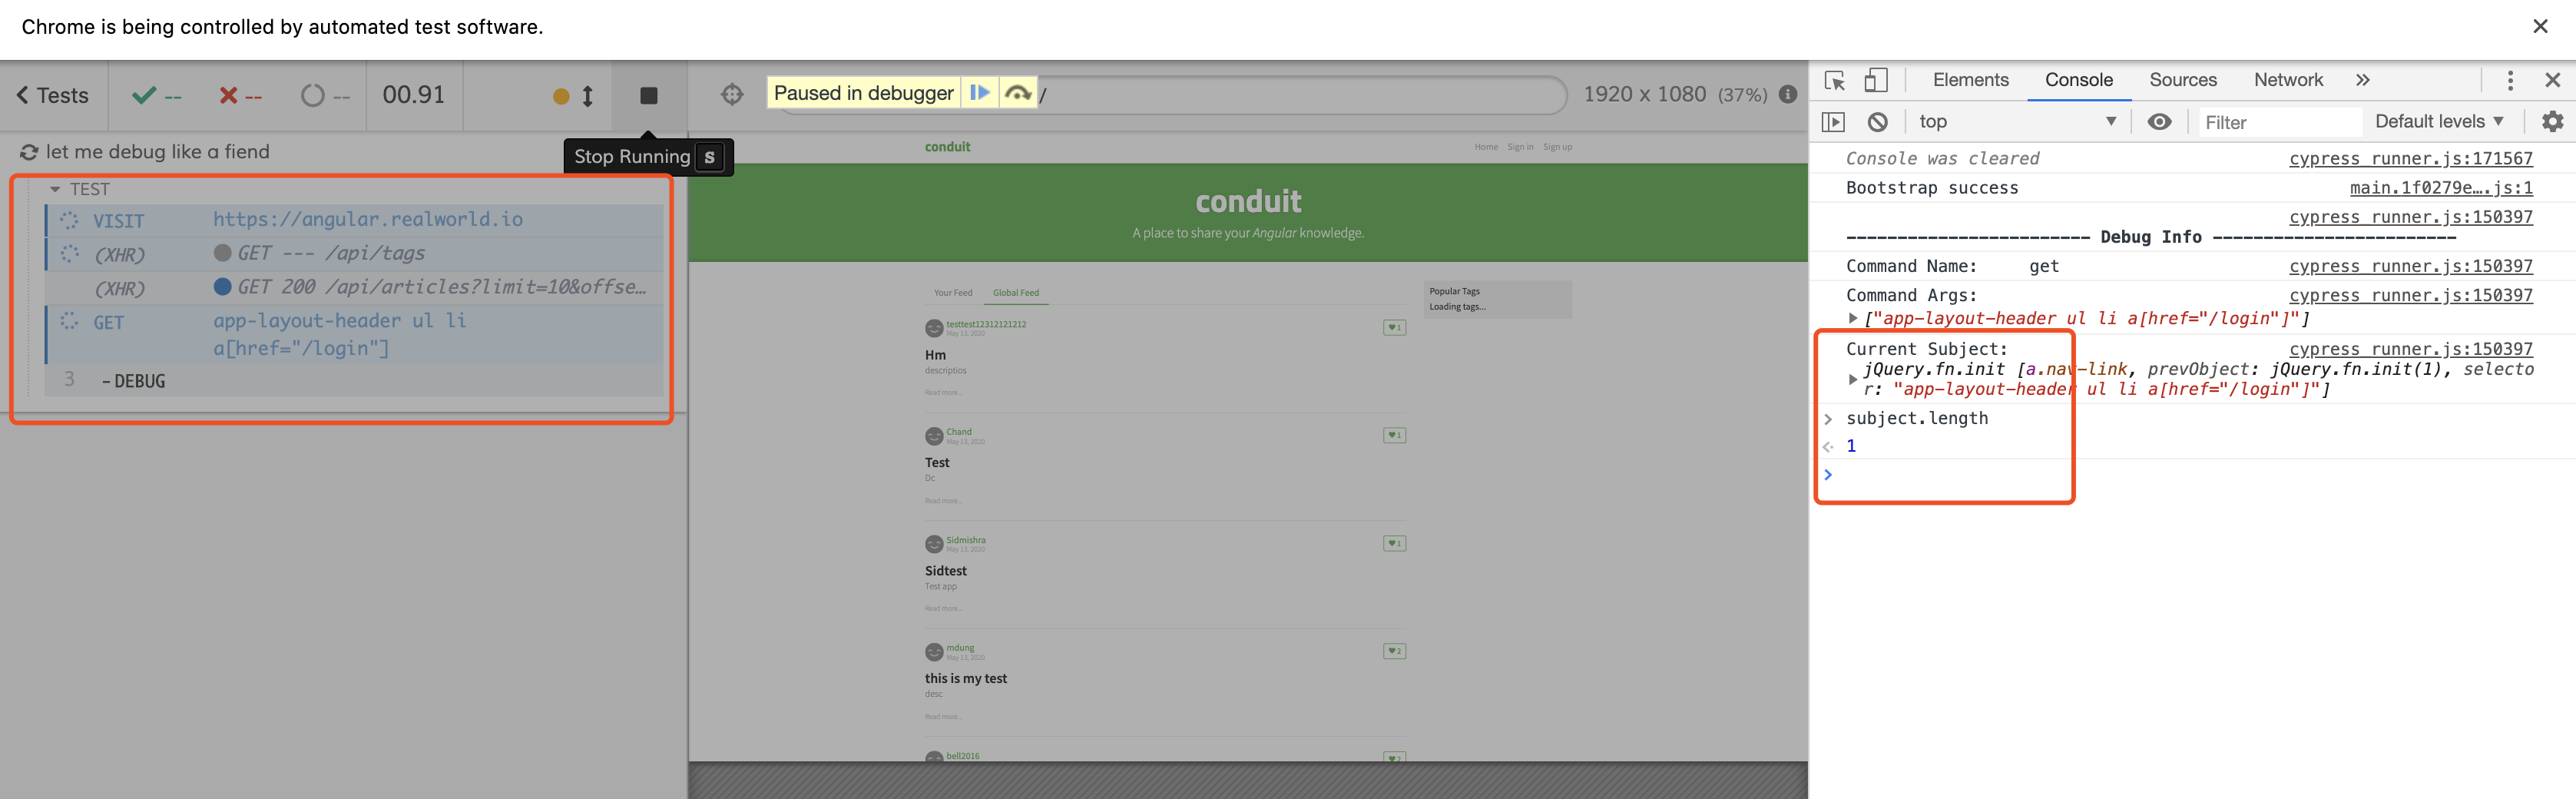 Chrome is being controlled by automated test software.
Tests -- -- -- 00.91
Paused in debugger /
1920 x 1080 (37%)
Stop Running S
let me debug like a fiend
TEST
VISIT https://angular.realworld.io
(XHR) GET --- /api/tags
(XHR) GET 200 /api/articles?limit=10&offse…
GET app-layout-header ul li
a[href="/login"]
3 - DEBUG
conduit Home Sign in Sign up
conduit
A place to share your Angular knowledge.
Your Feed Global Feed
Popular Tags
Loading tags...
testtest12312121212
May 13, 2020
1
Hm
descriptios
Read more...
Chand
May 13, 2020
1
Test
Dc
Read more...
Sidmishra
May 13, 2020
1
Sidtest
Test app
Read more...
mdung
May 13, 2020
2
this is my test
desc
Read more...
bell2016
2
Elements Console Sources Network »
top Filter Default levels
Console was cleared cypress_runner.js:171567
Bootstrap success main.1f0279e….js:1
cypress_runner.js:150397
------------------------ Debug Info ------------------------
Command Name: get cypress_runner.js:150397
Command Args: cypress_runner.js:150397
["app-layout-header ul li a[href="/login"]"]
Current Subject: cypress_runner.js:150397
jQuery.fn.init [a.nav-link, prevObject: jQuery.fn.init(1), selecto
r: "app-layout-header ul li a[href="/login"]"]
> subject.length
1
>